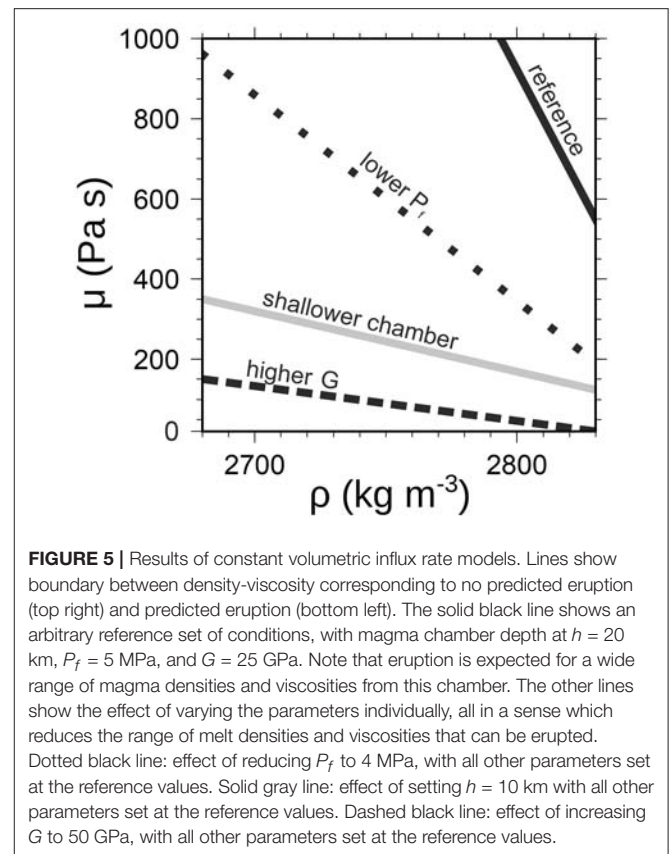 1000
800
600
400
200
0
μ (Pa s)
reference
lower Pf
shallower chamber
higher G
2700
2800
ρ (kg m-3)
FIGURE 5 | Results of constant volumetric influx rate models. Lines show
boundary between density-viscosity corresponding to no predicted eruption
(top right) and predicted eruption (bottom left). The solid black line shows an
arbitrary reference set of conditions, with magma chamber depth at h = 20
km, Pf = 5 MPa, and G = 25 GPa. Note that eruption is expected for a wide
range of magma densities and viscosities from this chamber. The other lines
show the effect of varying the parameters individually, all in a sense which
reduces the range of melt densities and viscosities that can be erupted.
Dotted black line: effect of reducing Pf to 4 MPa, with all other parameters set
at the reference values. Solid gray line: effect of setting h = 10 km with all other
parameters set at the reference values. Dashed black line: effect of increasing
G to 50 GPa, with all other parameters set at the reference values.